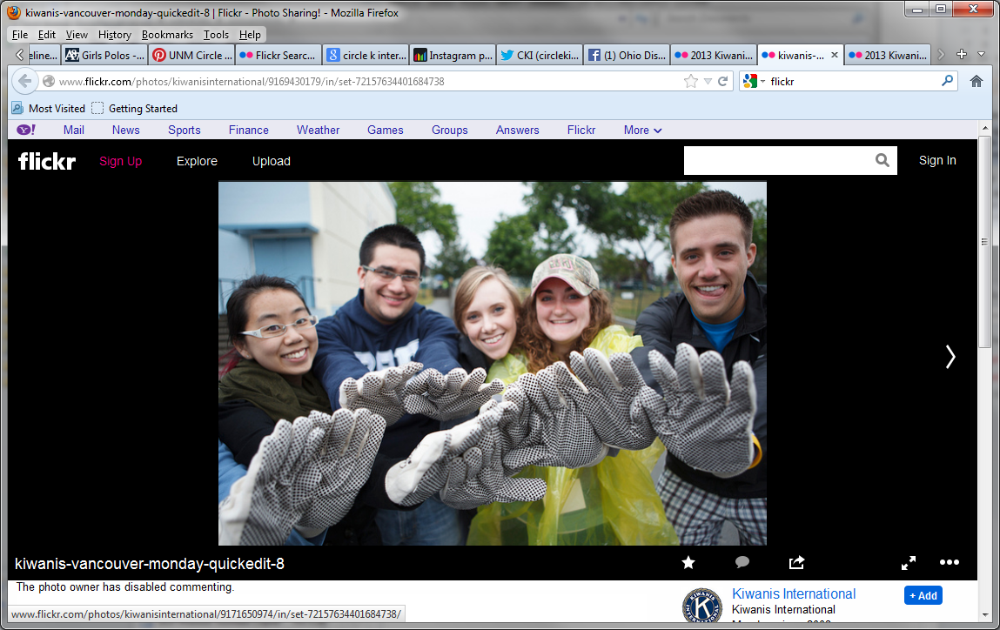 kiwanis-vancouver-monday-quickedit-8 | Flickr - Photo Sharing! - Mozilla Firefox
File Edit View History Bookmarks Tools Help
eline... Girls Polos -... UNM Circle ... Flickr Searc... circle k inter... Instagram p... CKI (circleki... (1) Ohio Dis... 2013 Kiwani... kiwanis-... 2013 Kiwani...
www.flickr.com/photos/kiwanisinternational/9169430179/in/set-72157634401684738 flickr
Most Visited Getting Started
Y! Mail News Sports Finance Weather Games Groups Answers Flickr More
flickr Sign Up Explore Upload Sign In
kiwanis-vancouver-monday-quickedit-8
The photo owner has disabled commenting.
Kiwanis International + Add
Kiwanis International
www.flickr.com/photos/kiwanisinternational/9171650974/in/set-72157634401684738/